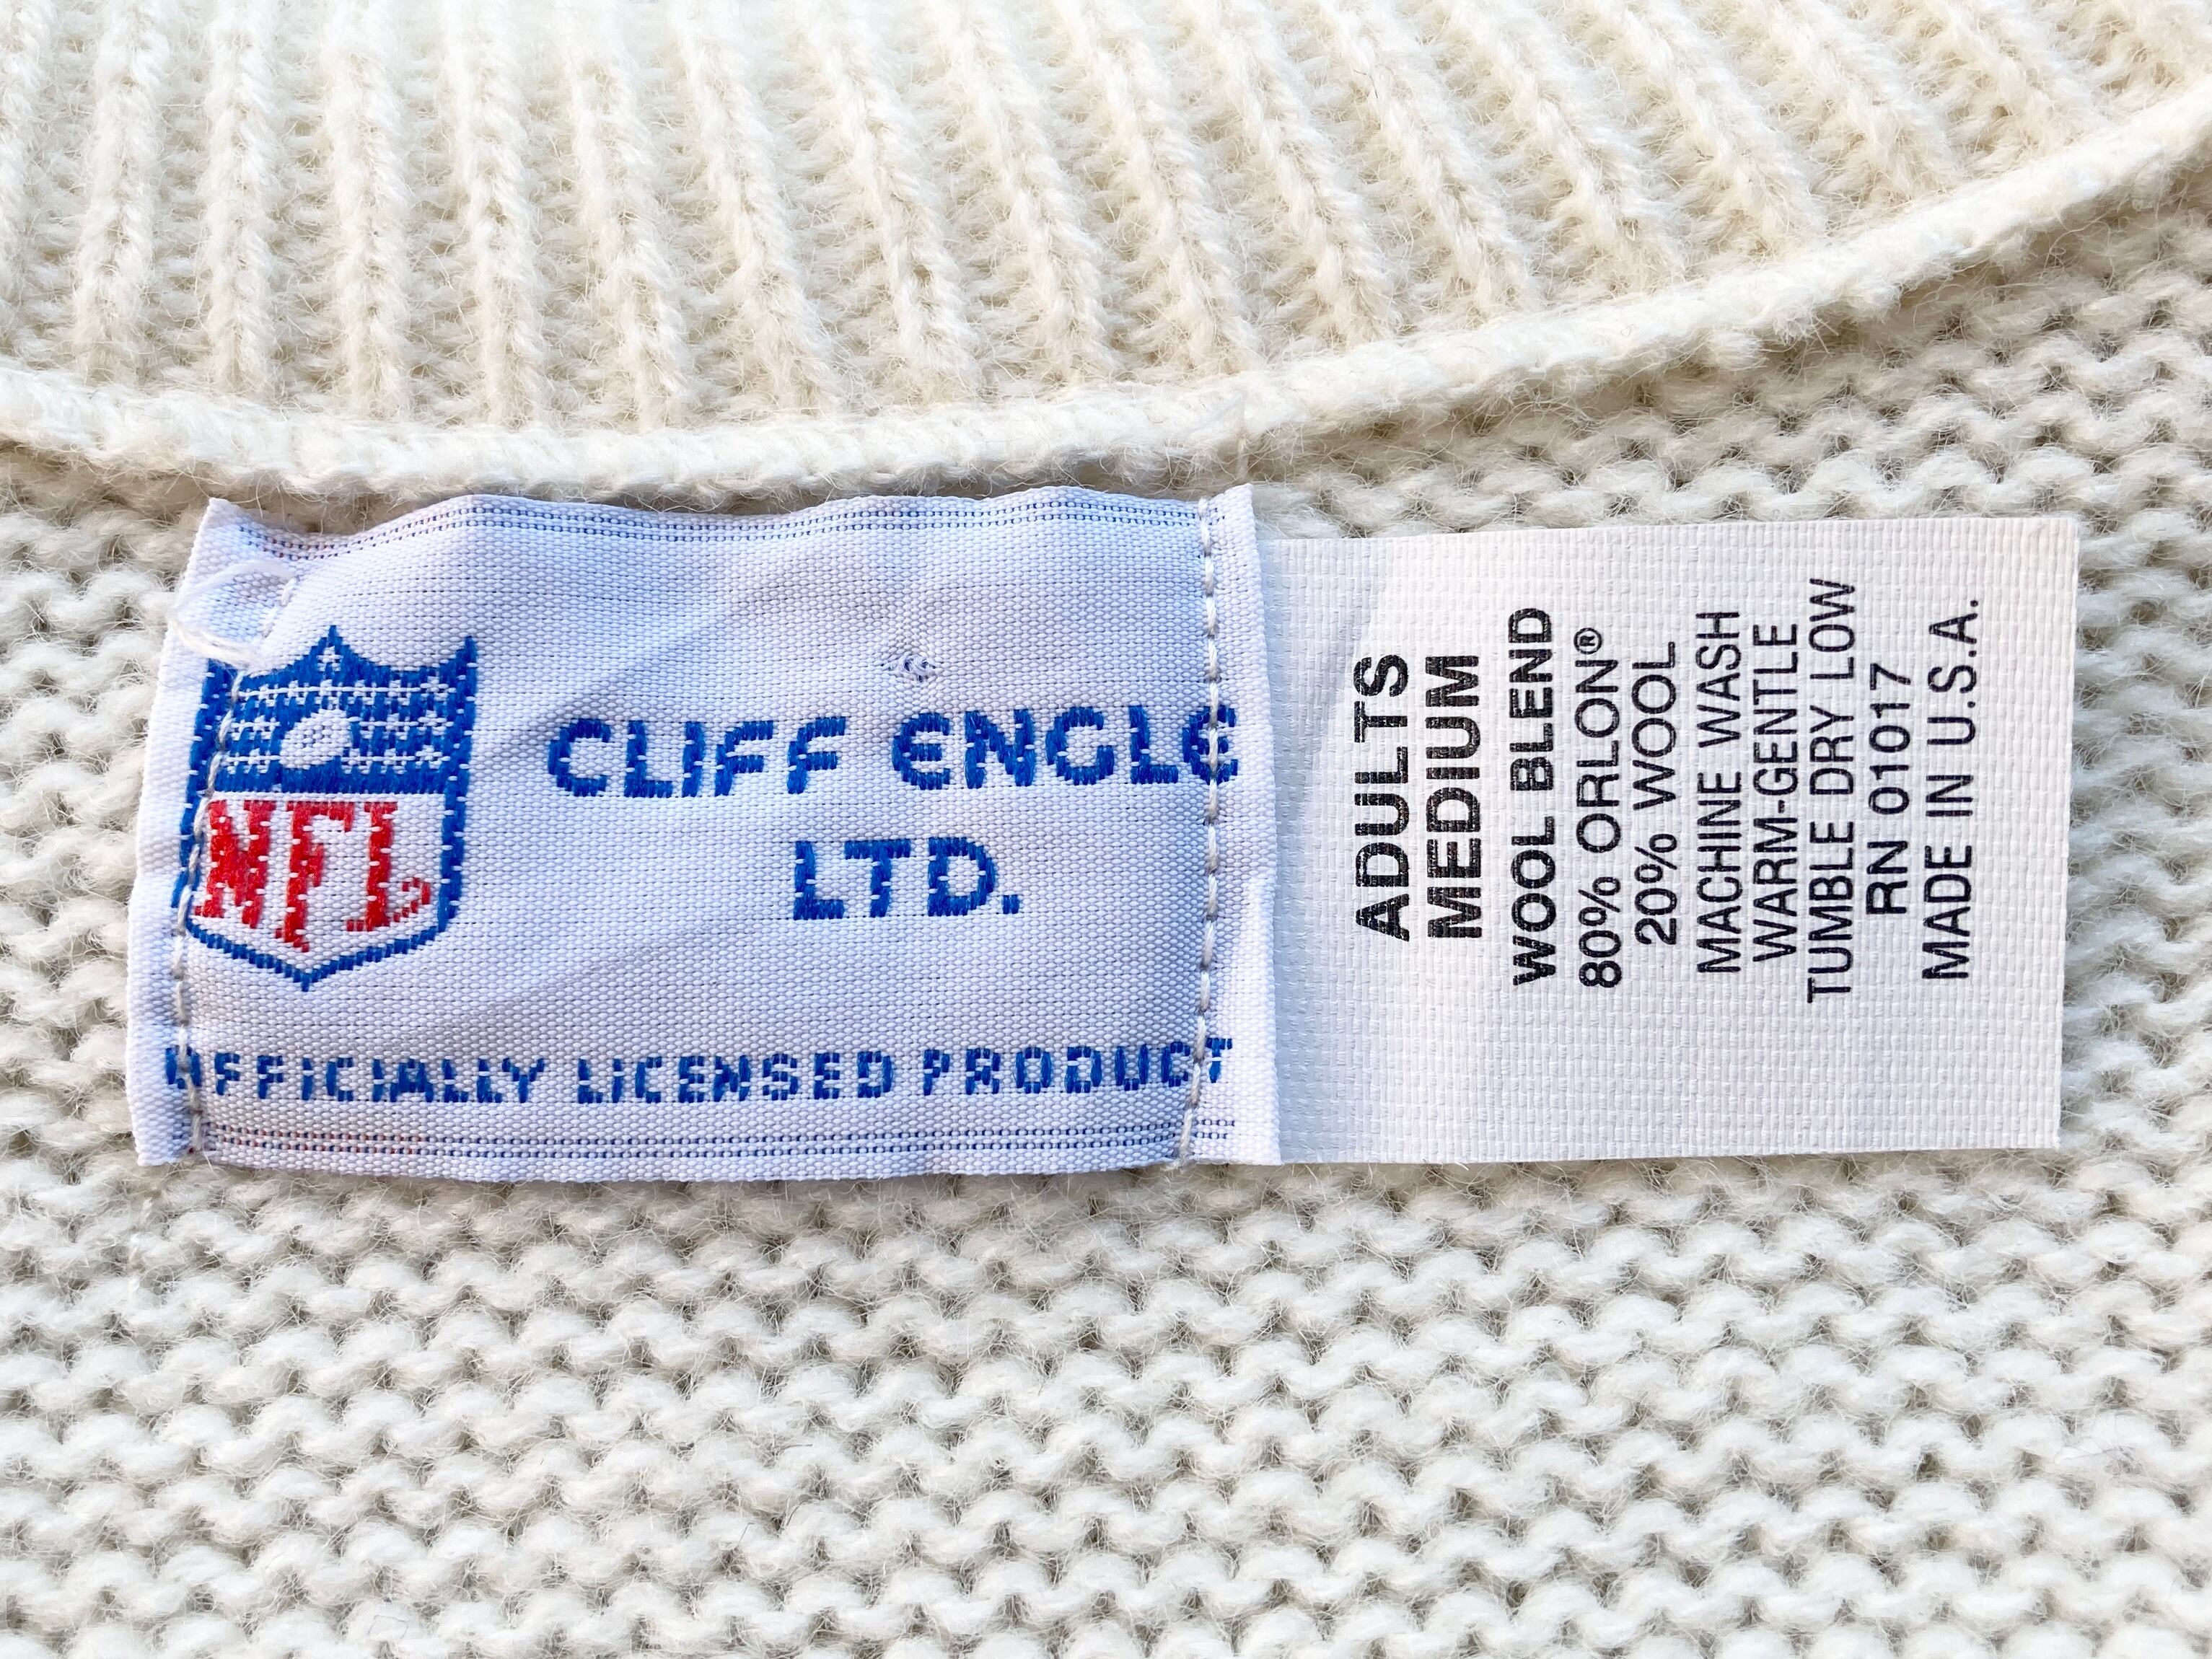 NFL
CLIFF ENGLE
LTD.
OFFICIALLY LICENSED PRODUCT
ADULTS
MEDIUM
WOOL BLEND
80% ORLON®
20% WOOL
MACHINE WASH
WARM-GENTLE
TUMBLE DRY LOW
RN 01017
MADE IN U.S.A.